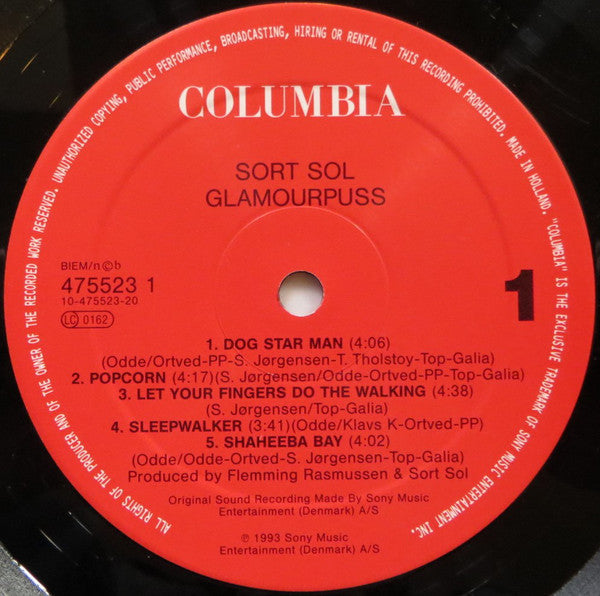 ALL RIGHTS OF THE PRODUCER AND OF THE OWNER OF THE RECORDED WORK RESERVED. UNAUTHORIIZED COPYING, PUBLIC PERFORMANCE, BROADCASTING, HIRING OR RENTAL OF THIS RECORDING PROHIBITED. MADE IN HOLLAND. "COLUMBIA" IS THE EXCLUSIVE TRADEMARK OF SONY MUSIC ENTERTAINMENT INC.
COLUMBIA
SORT SOL
GLAMOURPUSS
BIEM/n©b
475523 1
10-475523-20
LC 0162
1
1. DOG STAR MAN (4:06)
(Odde/Ortved-PP-S. Jørgensen-T. Tholstoy-Top-Galia)
2. POPCORN (4:17)(S. Jørgensen/Odde-Ortved-PP-Top-Galia)
3. LET YOUR FINGERS DO THE WALKING (4:38)
(S. Jørgensen/Top-Galia)
4. SLEEPWALKER (3:41)(Odde/Klavs K-Ortved-PP)
5. SHAHEEBA BAY (4:02)
(Odde/Odde-Ortved-S. Jørgensen-Top-Galia)
Produced by Flemming Rasmussen & Sort Sol
Original Sound Recording Made By Sony Music
Entertainment (Denmark) A/S
℗ 1993 Sony Music
Entertainment (Denmark) A/S